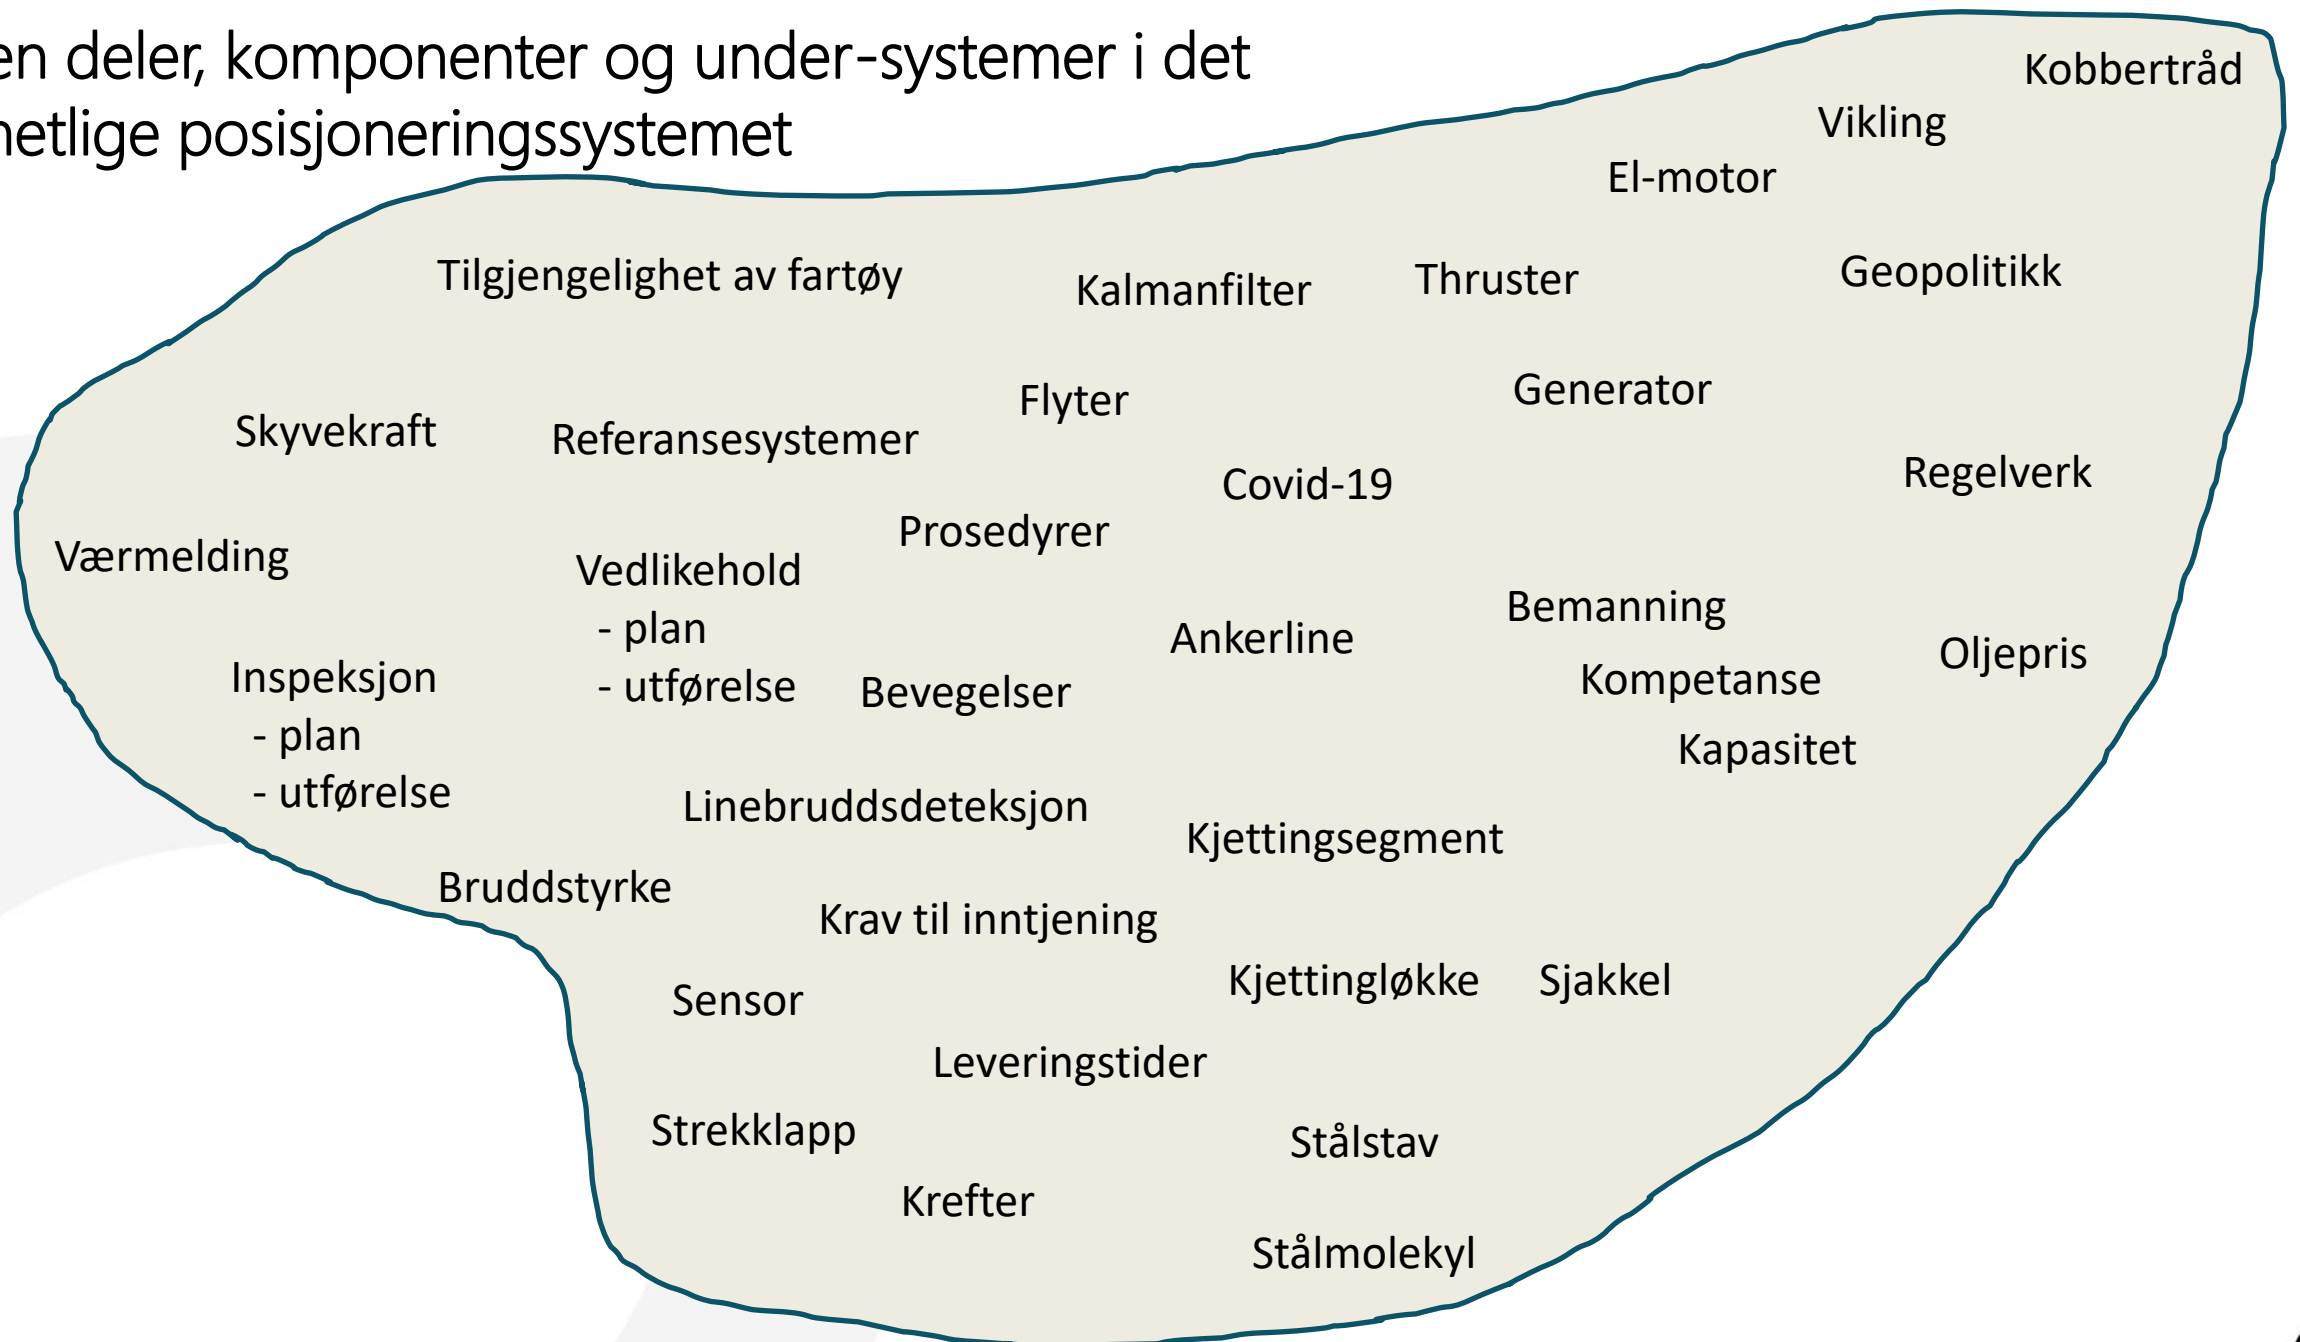 en deler, komponenter og under-systemer i det
etlige posisjoneringssystemet
Kobbertråd
Vikling
El-motor
Tilgjengelighet av fartøy
Kalmanfilter
Thruster
Geopolitikk
Flyter
Generator
Skyvekraft
Referansesystemer
Covid-19
Regelverk
Prosedyrer
Værmelding
Vedlikehold
- plan
- utførelse
Bemanning
Ankerline
Kompetanse
Oljepris
Inspeksjon
- plan
- utførelse
Bevegelser
Kapasitet
Linebruddsdeteksjon
Kjettingsegment
Bruddstyrke
Krav til inntjening
Kjettingløkke
Sjakkel
Sensor
Leveringstider
Strekklapp
Stålstav
Krefter
Stålmolekyl